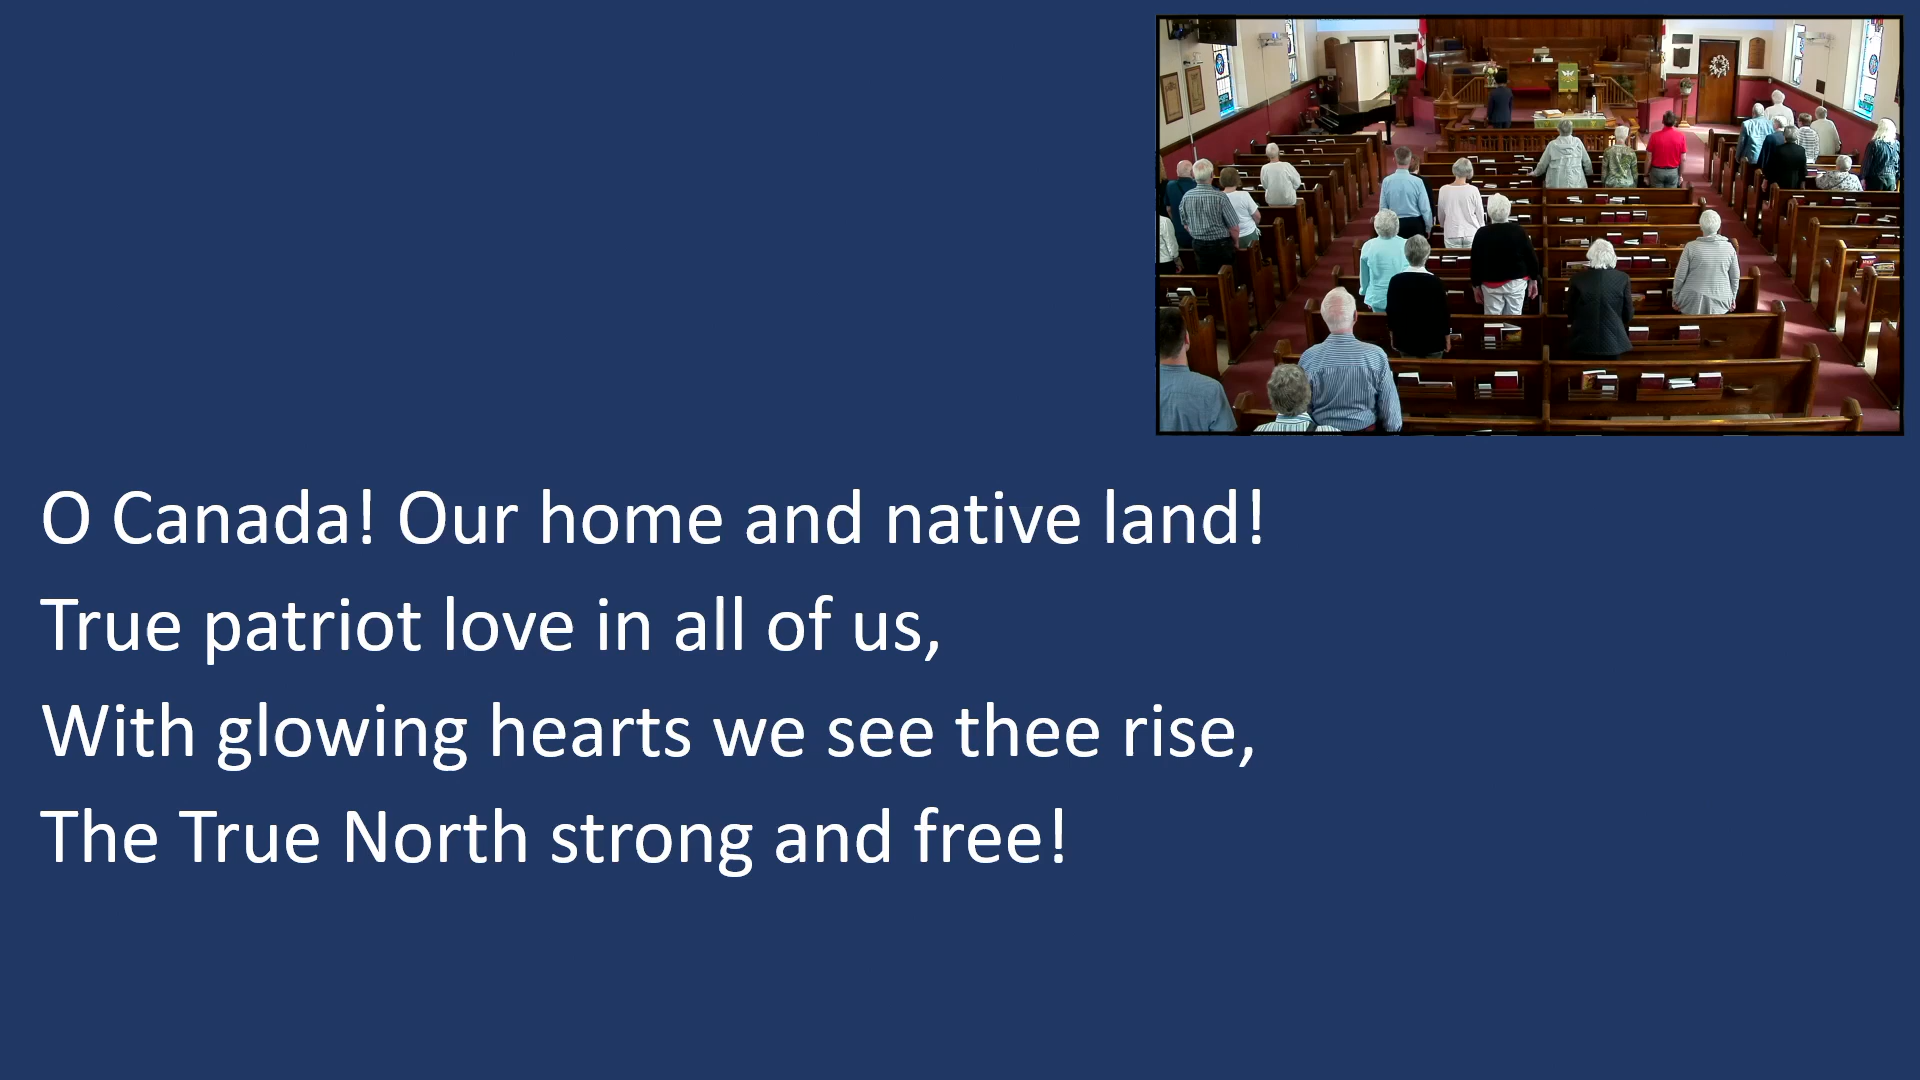 O Canada! Our home and native land!
True patriot love in all of us,
With glowing hearts we see thee rise,
The True North strong and free!